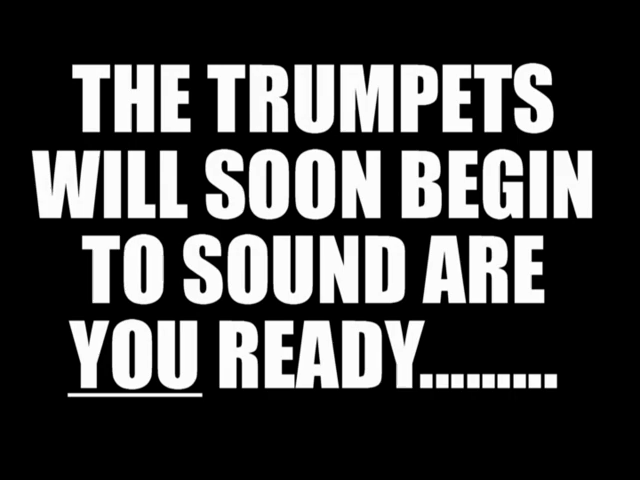 THE TRUMPETS
WILL SOON BEGIN
TO SOUND ARE
YOU READY.........